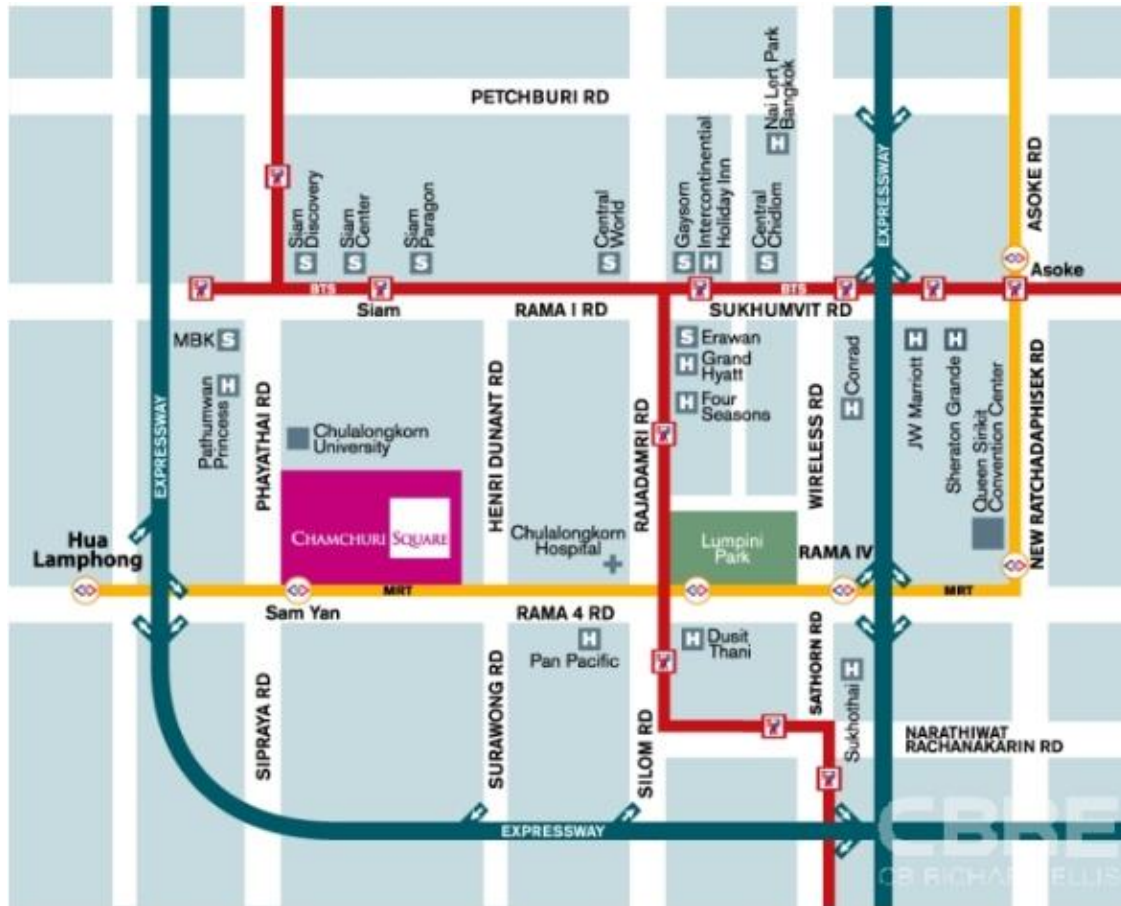 PETCHBURI RD
Nai Lert Park
Bangkok
EXPRESSWAY
ASOKE RD
Siam
Discovery
S
Siam
Center
S
Siam
Paragon
S
Central
World
S
Gaysorn
S
Intercontinental
Holiday Inn
H
Central
Chidlom
S
H
Asoke
BTS
BTS
Siam
RAMA I RD
SUKHUMVIT RD
MBK S
S Erawan
H Grand
Hyatt
H Four
Seasons
Pathumwan
Princess
H
EXPRESSWAY
PHAYATHAI RD
Chulalongkorn
University
HENRI DUNANT RD
RAJADAMRI RD
WIRELESS RD
Conrad
H
JW Marriott
H
Sheraton Grande
H
Queen Sirikit
Convention Center
NEW RATCHADAPHISEK RD
CHAMCHURI SQUARE
Chulalongkorn
Hospital
Lumpini
Park
RAMA IV
Hua
Lamphong
MRT
MRT
Sam Yan
RAMA 4 RD
H
Pan Pacific
H Dusit
Thani
SIPRAYA RD
SURAWONG RD
SILOM RD
SATHORN RD
Sukhothai
H
NARATHIWAT
RACHANAKARIN RD
EXPRESSWAY
CBRE
CB RICHARD ELLIS